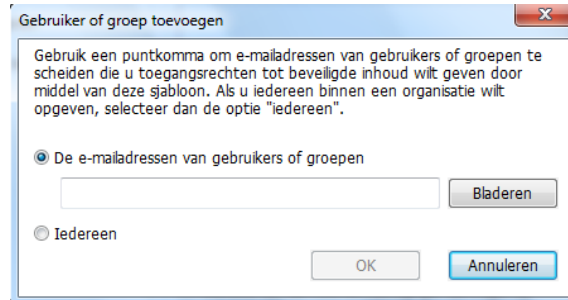 Gebruiker of groep toevoegen
Gebruik een puntkomma om e-mailadressen van gebruikers of groepen te
scheiden die u toegangsrechten tot beveiligde inhoud wilt geven door
middel van deze sjabloon. Als u iedereen binnen een organisatie wilt
opgeven, selecteer dan de optie "iedereen".
De e-mailadressen van gebruikers of groepen
Bladeren
Iedereen
OK
Annuleren